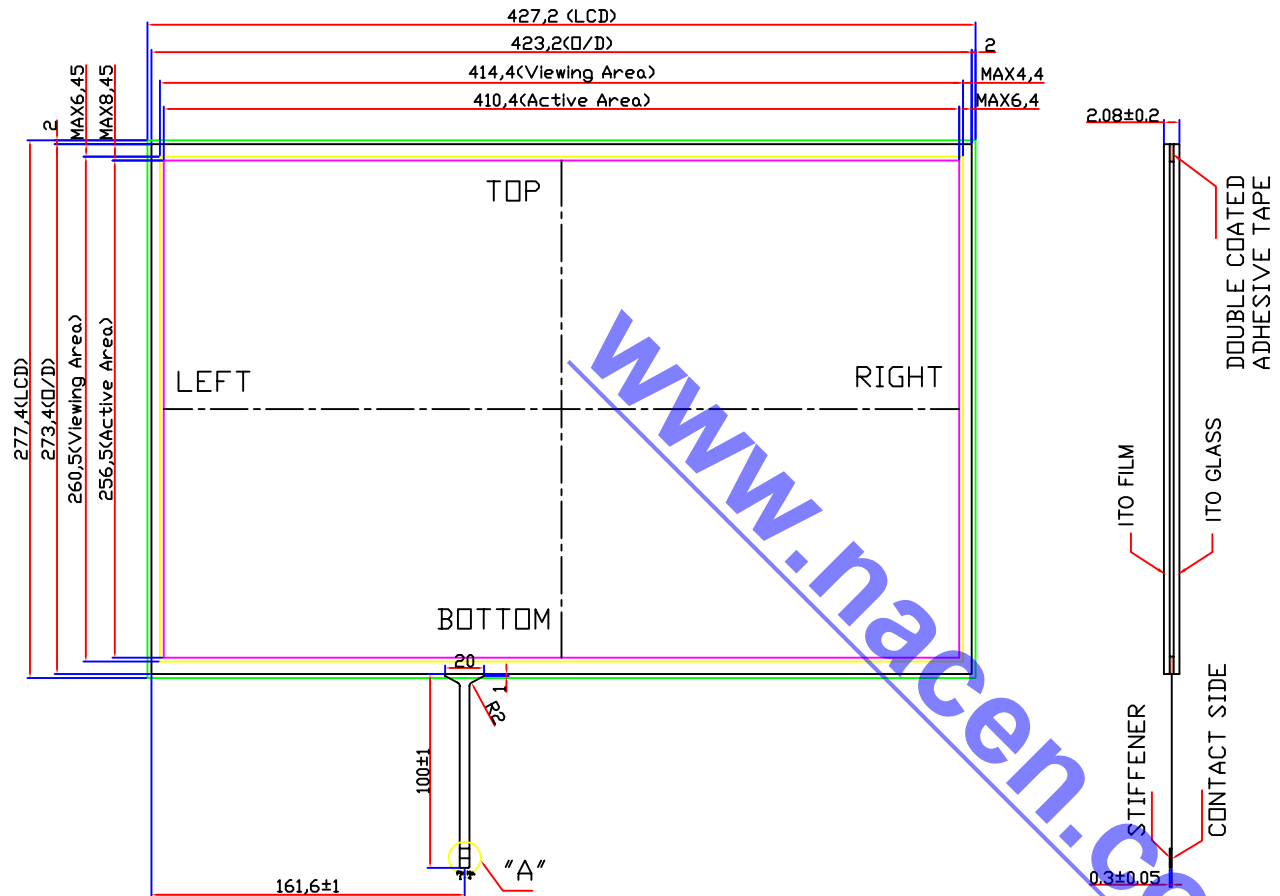 427,2 (LCD)
423,2(O/D)
2
414,4(Viewing Area)
MAX4,4
410,4(Active Area)
MAX6,4
2
MAX6,45
MAX8,45
277,4(LCD)
273,4(O/D)
260,5(Viewing Area)
256,5(Active Area)
TOP
LEFT
RIGHT
BOTTOM
20
1
R2
100±1
"A"
161,6±1
2.08±0.2
DOUBLE COATED
ADHESIVE TAPE
ITO FILM
ITO GLASS
STIFFENER
CONTACT SIDE
0.3±0.05
www.nacen.co